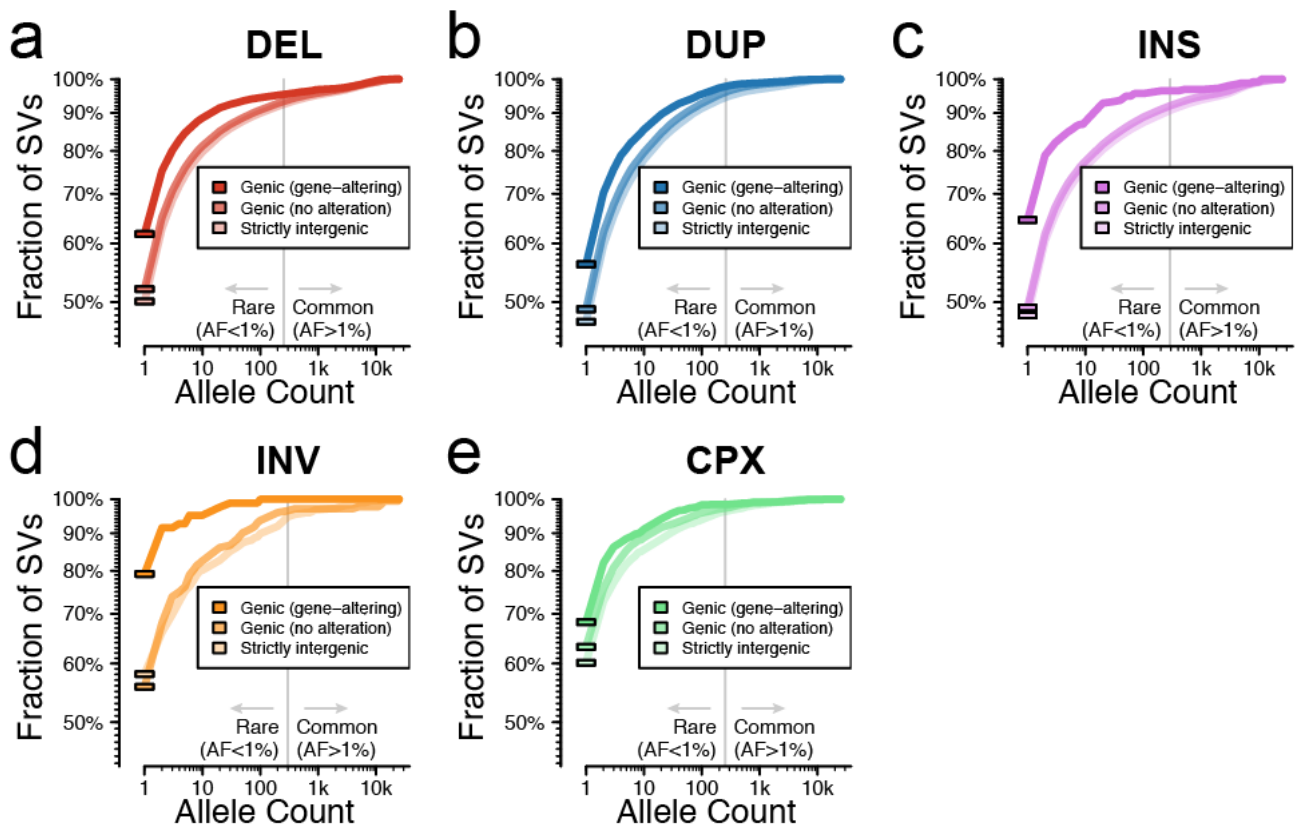 a
DEL
Fraction of SVs
100%
90%
80%
70%
60%
50%
Genic (gene–altering)
Genic (no alteration)
Strictly intergenic
Rare
(AF<1%)
Common
(AF>1%)
1
10
100
1k
10k
Allele Count
b
DUP
Fraction of SVs
100%
90%
80%
70%
60%
50%
Genic (gene–altering)
Genic (no alteration)
Strictly intergenic
Rare
(AF<1%)
Common
(AF>1%)
1
10
100
1k
10k
Allele Count
c
INS
Fraction of SVs
100%
90%
80%
70%
60%
50%
Genic (gene–altering)
Genic (no alteration)
Strictly intergenic
Rare
(AF<1%)
Common
(AF>1%)
1
10
100
1k
10k
Allele Count
d
INV
Fraction of SVs
100%
90%
80%
70%
60%
50%
Genic (gene–altering)
Genic (no alteration)
Strictly intergenic
Rare
(AF<1%)
Common
(AF>1%)
1
10
100
1k
10k
Allele Count
e
CPX
Fraction of SVs
100%
90%
80%
70%
60%
50%
Genic (gene–altering)
Genic (no alteration)
Strictly intergenic
Rare
(AF<1%)
Common
(AF>1%)
1
10
100
1k
10k
Allele Count